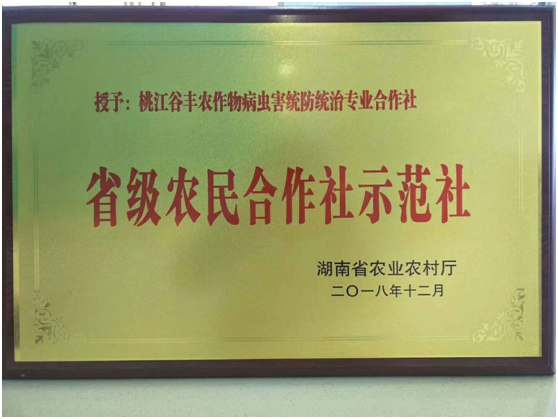 授予：桃江谷丰农作物病虫害统防统治专业合作社
省级农民合作社示范社
湖南省农业农村厅
二〇一八年十二月